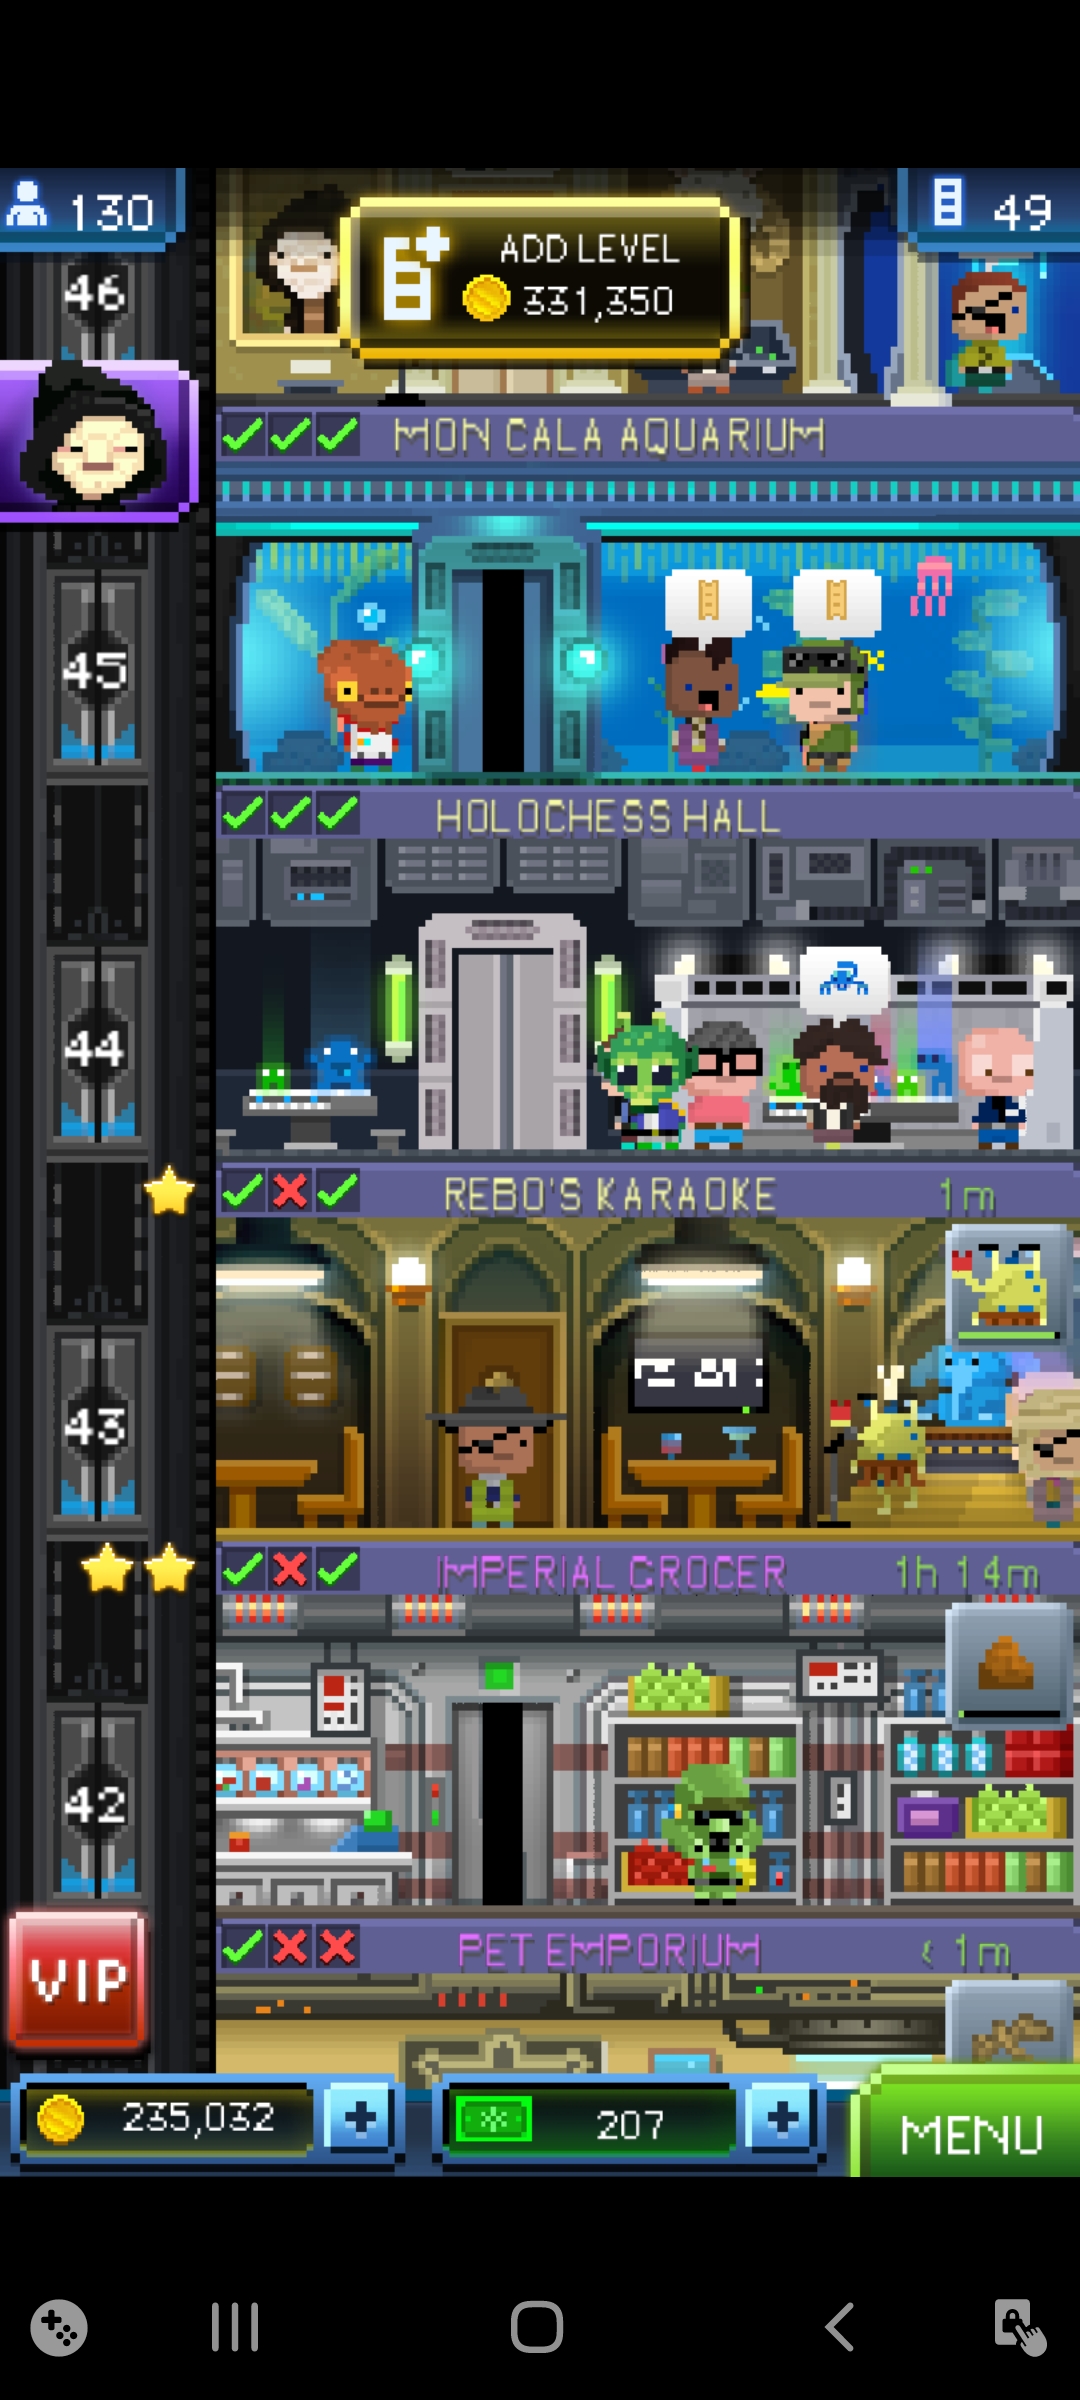 130
49
46
ADD LEVEL
331,350
MON CALA AQUARIUM
45
HOLOCHESS HALL
44
REBO'S KARAOKE 1m
43
IMPERIAL GROCER 1h 14m
42
PET EMPORIUM < 1m
VIP
235,032 +
207 +
MENU